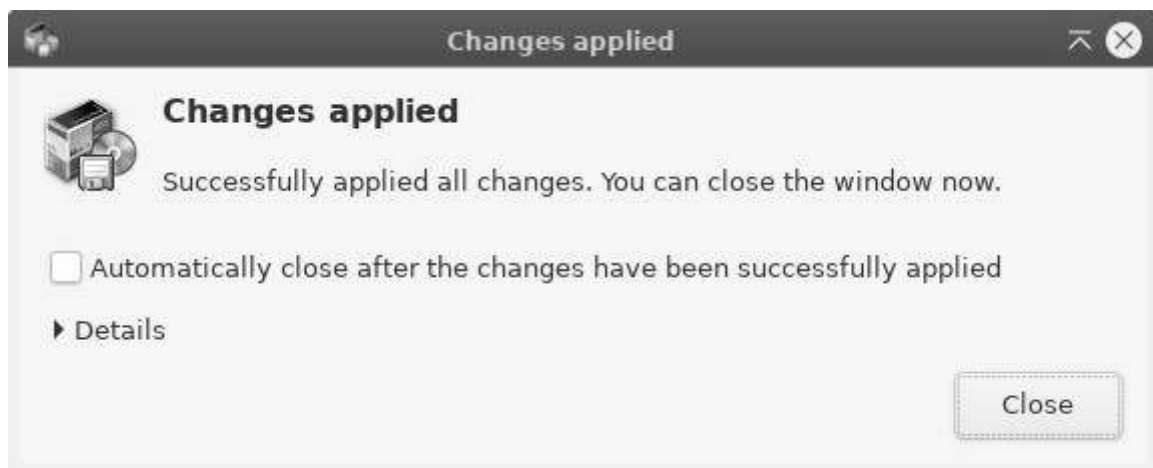 Changes applied
Changes applied
Successfully applied all changes. You can close the window now.
Automatically close after the changes have been successfully applied
Details
Close